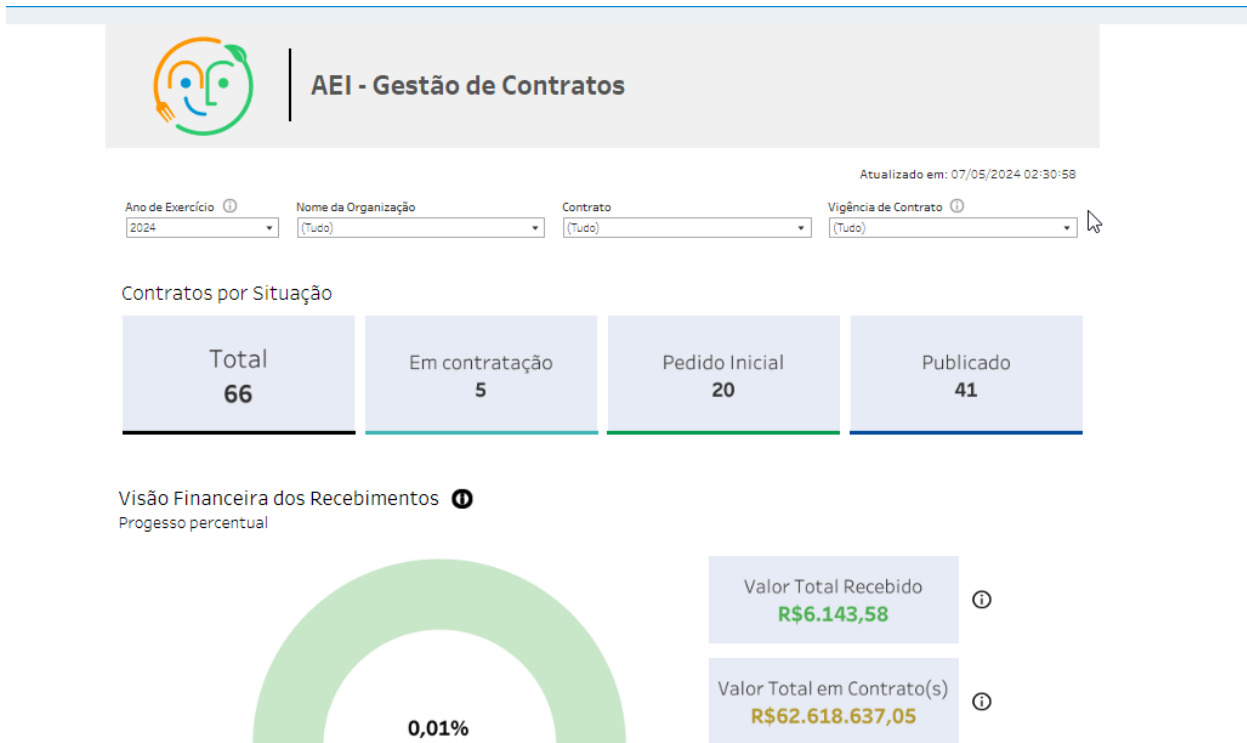 AEI - Gestão de Contratos
Atualizado em: 07/05/2024 02:30:58
Ano de Exercício Nome da Organização Contrato Vigência de Contrato
2024 (Tudo) (Tudo) (Tudo)
Contratos por Situação
Total Em contratação Pedido Inicial Publicado
66 5 20 41
Visão Financeira dos Recebimentos
Progesso percentual
Valor Total Recebido
R$6.143,58
Valor Total em Contrato(s)
R$62.618.637,05
0,01%